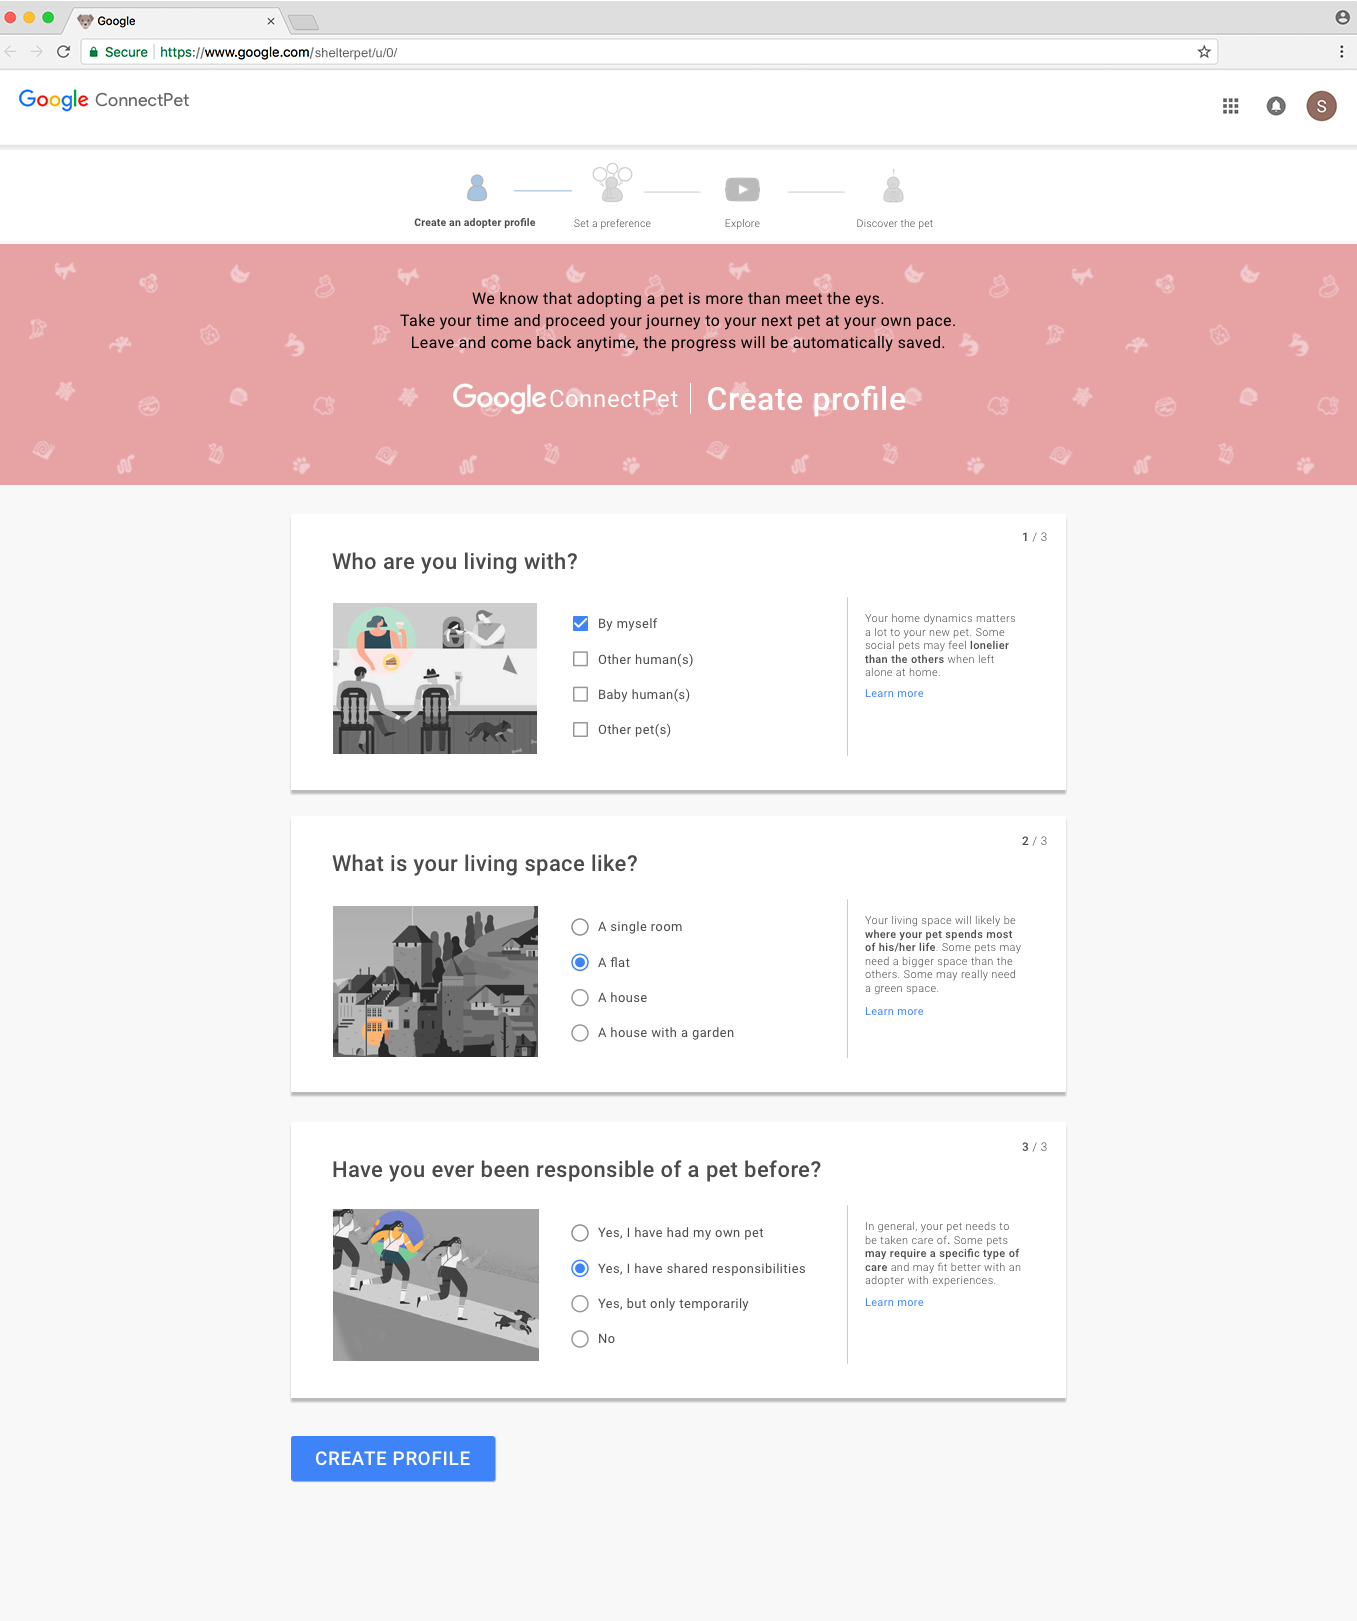 Google
Secure https://www.google.com/shelterpet/u/0/
Google ConnectPet
S
Create an adopter profile
Set a preference
Explore
Discover the pet
We know that adopting a pet is more than meet the eyes.
Take your time and proceed your journey to your next pet at your own pace.
Leave and come back anytime, the progress will be automatically saved.
Google ConnectPet | Create profile
1 / 3
Who are you living with?
By myself
Other human(s)
Baby human(s)
Other pet(s)
Your home dynamics matters
a lot to your new pet. Some
social pets may feel lonelier
than the others when left
alone at home.
Learn more
2 / 3
What is your living space like?
A single room
A flat
A house
A house with a garden
Your living space will likely be
where your pet spends most
of his/her life. Some pets may
need a bigger space than the
others. Some may really need
a green space.
Learn more
3 / 3
Have you ever been responsible of a pet before?
Yes, I have had my own pet
Yes, I have shared responsibilities
Yes, but only temporarily
No
In general, your pet needs to
be taken care of. Some pets
may require a specific type of
care and may fit better with an
adopter with experiences.
Learn more
CREATE PROFILE